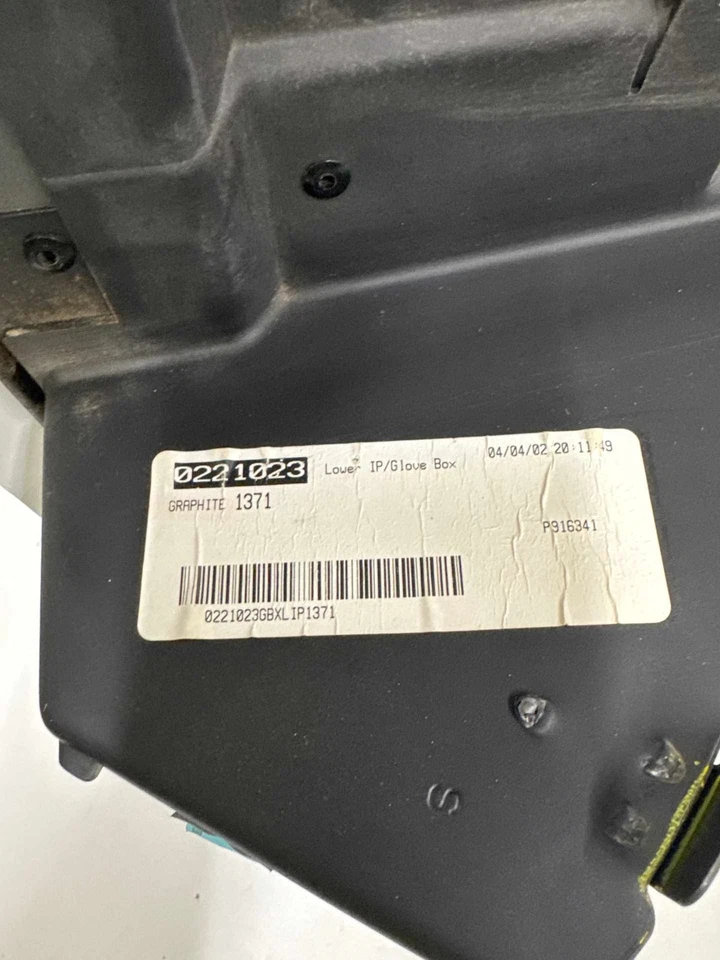 0221023 Lower IP/Glove Box 04/04/02 20:11:49
GRAPHITE 1371
P916341
0221023GBXLIP1371
S